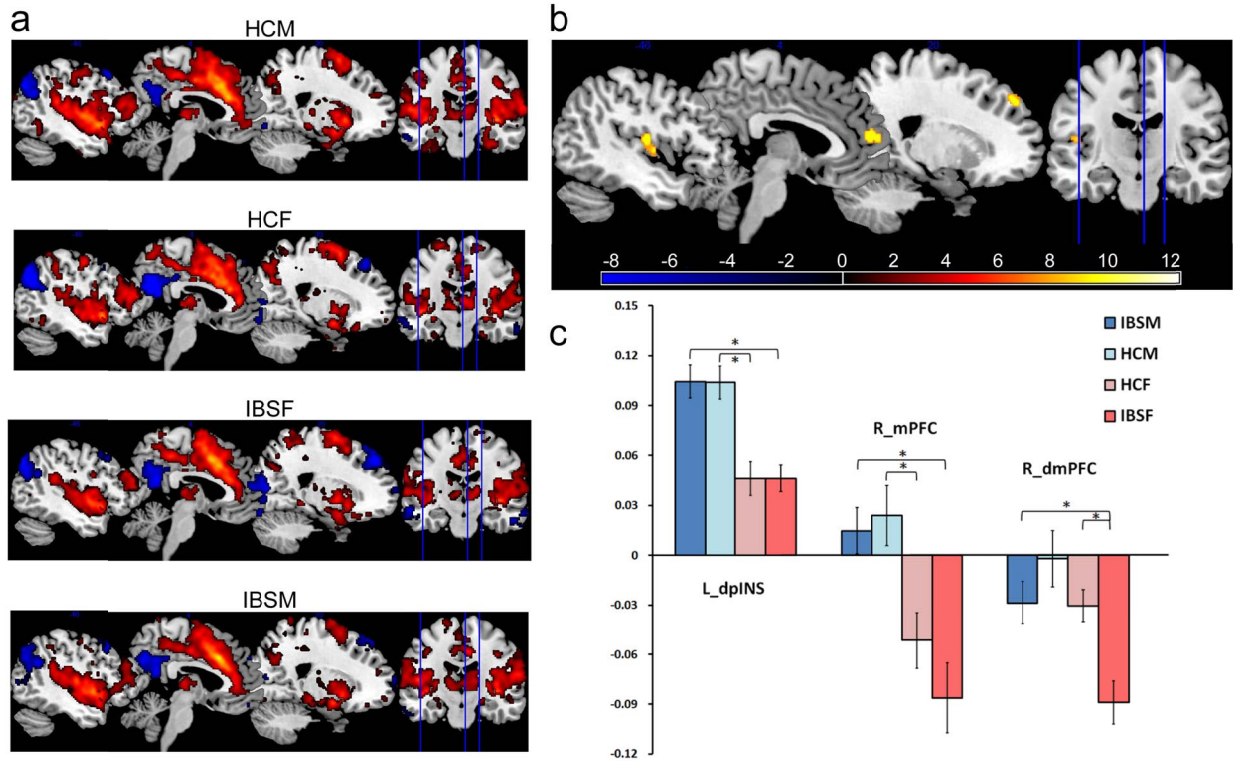 a
HCM
HCF
IBSF
IBSM
b
4
20
-8 -6 -4 -2 0 2 4 6 8 10 12
c
0.15
0.12
0.09
0.06
0.03
0
-0.03
-0.06
-0.09
-0.12
IBSM
HCM
HCF
IBSF
* *
L_dpINS
R_mPFC
* *
R_dmPFC
* *